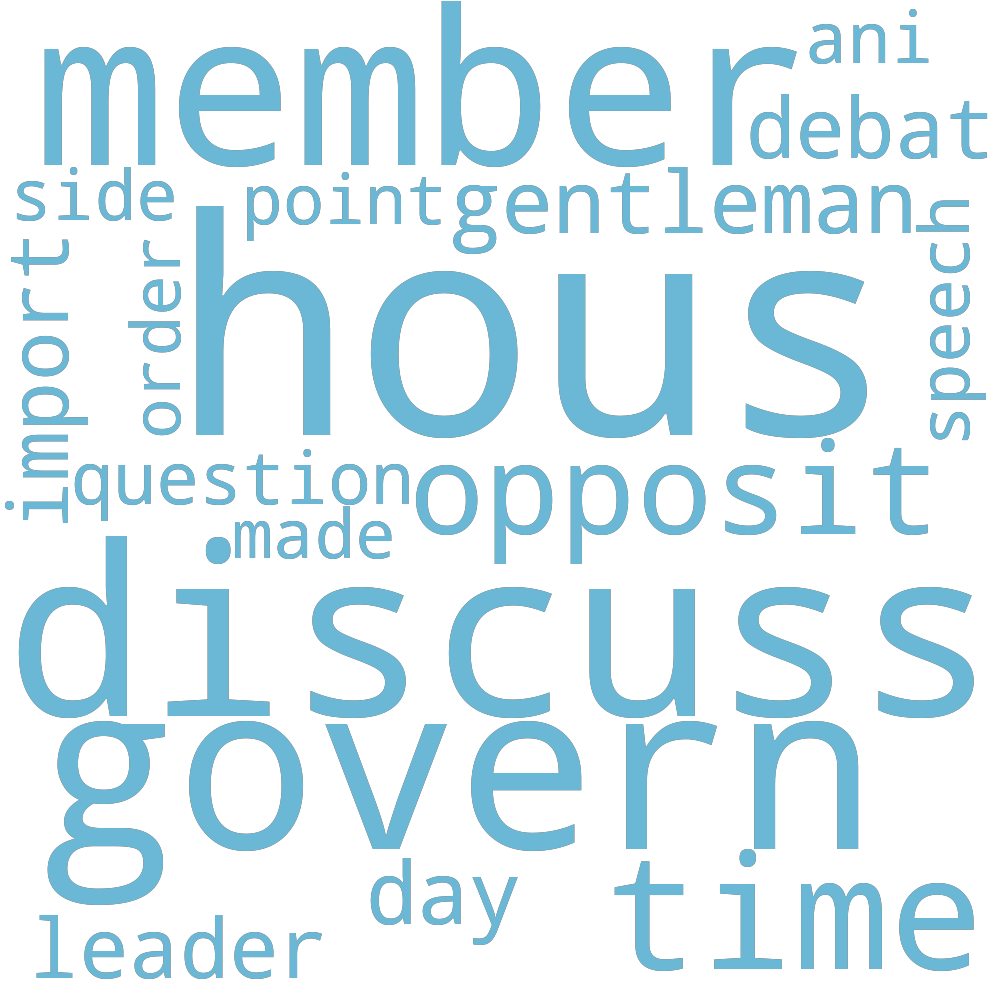 member
ani
debat
side
point
gentleman
speech
import
order
hous
question
opposit
made
discuss
govern
day
time
leader